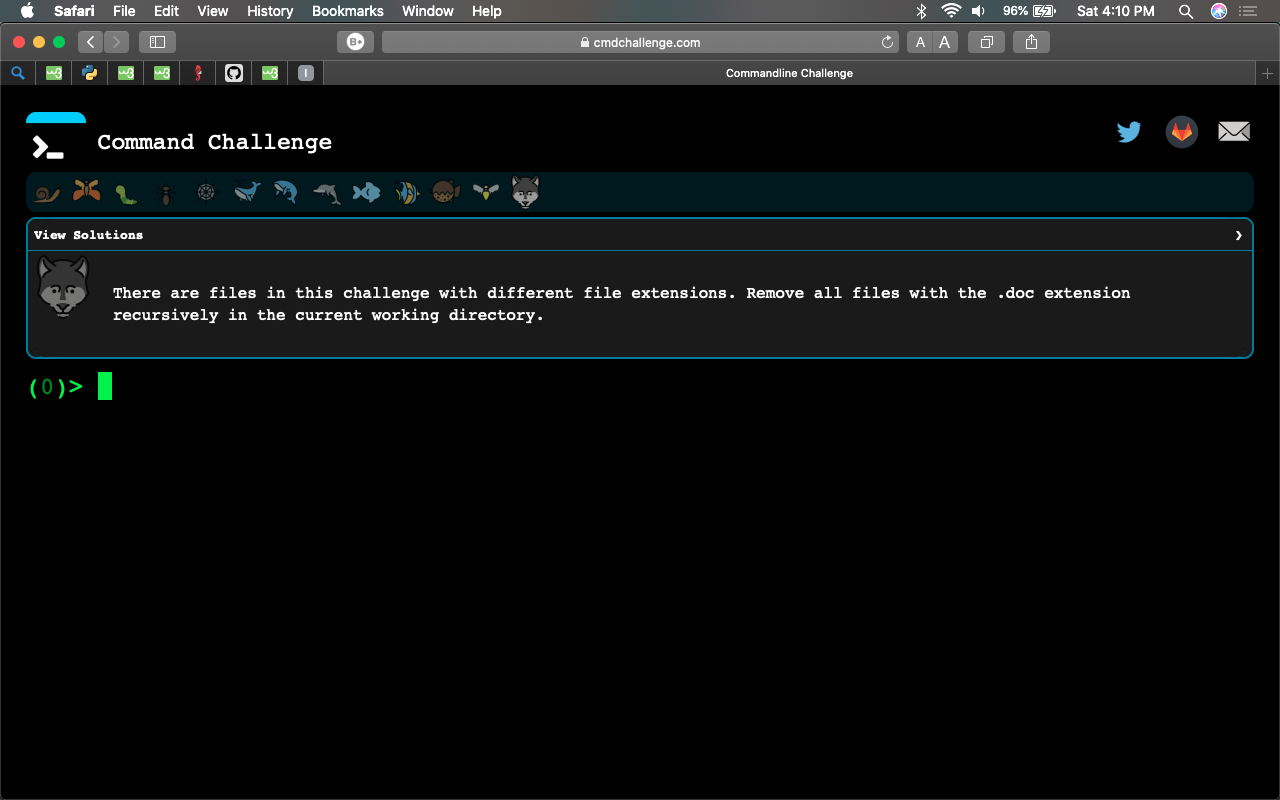 Safari File Edit View History Bookmarks Window Help 96% Sat 4:10 PM
B+ cmdchallenge.com A A
I Commandline Challenge
Command Challenge
View Solutions
There are files in this challenge with different file extensions. Remove all files with the .doc extension
recursively in the current working directory.
(0)>